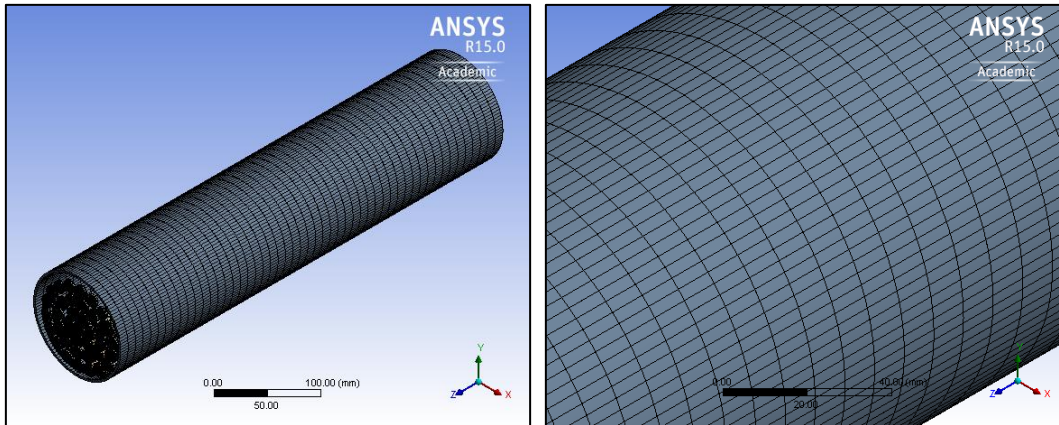 ANSYS
R15.0
Academic
0.00
100.00 (mm)
50.00
Y
Z
X
ANSYS
R15.0
Academic
0.00
40.00 (mm)
20.00
Y
Z
X